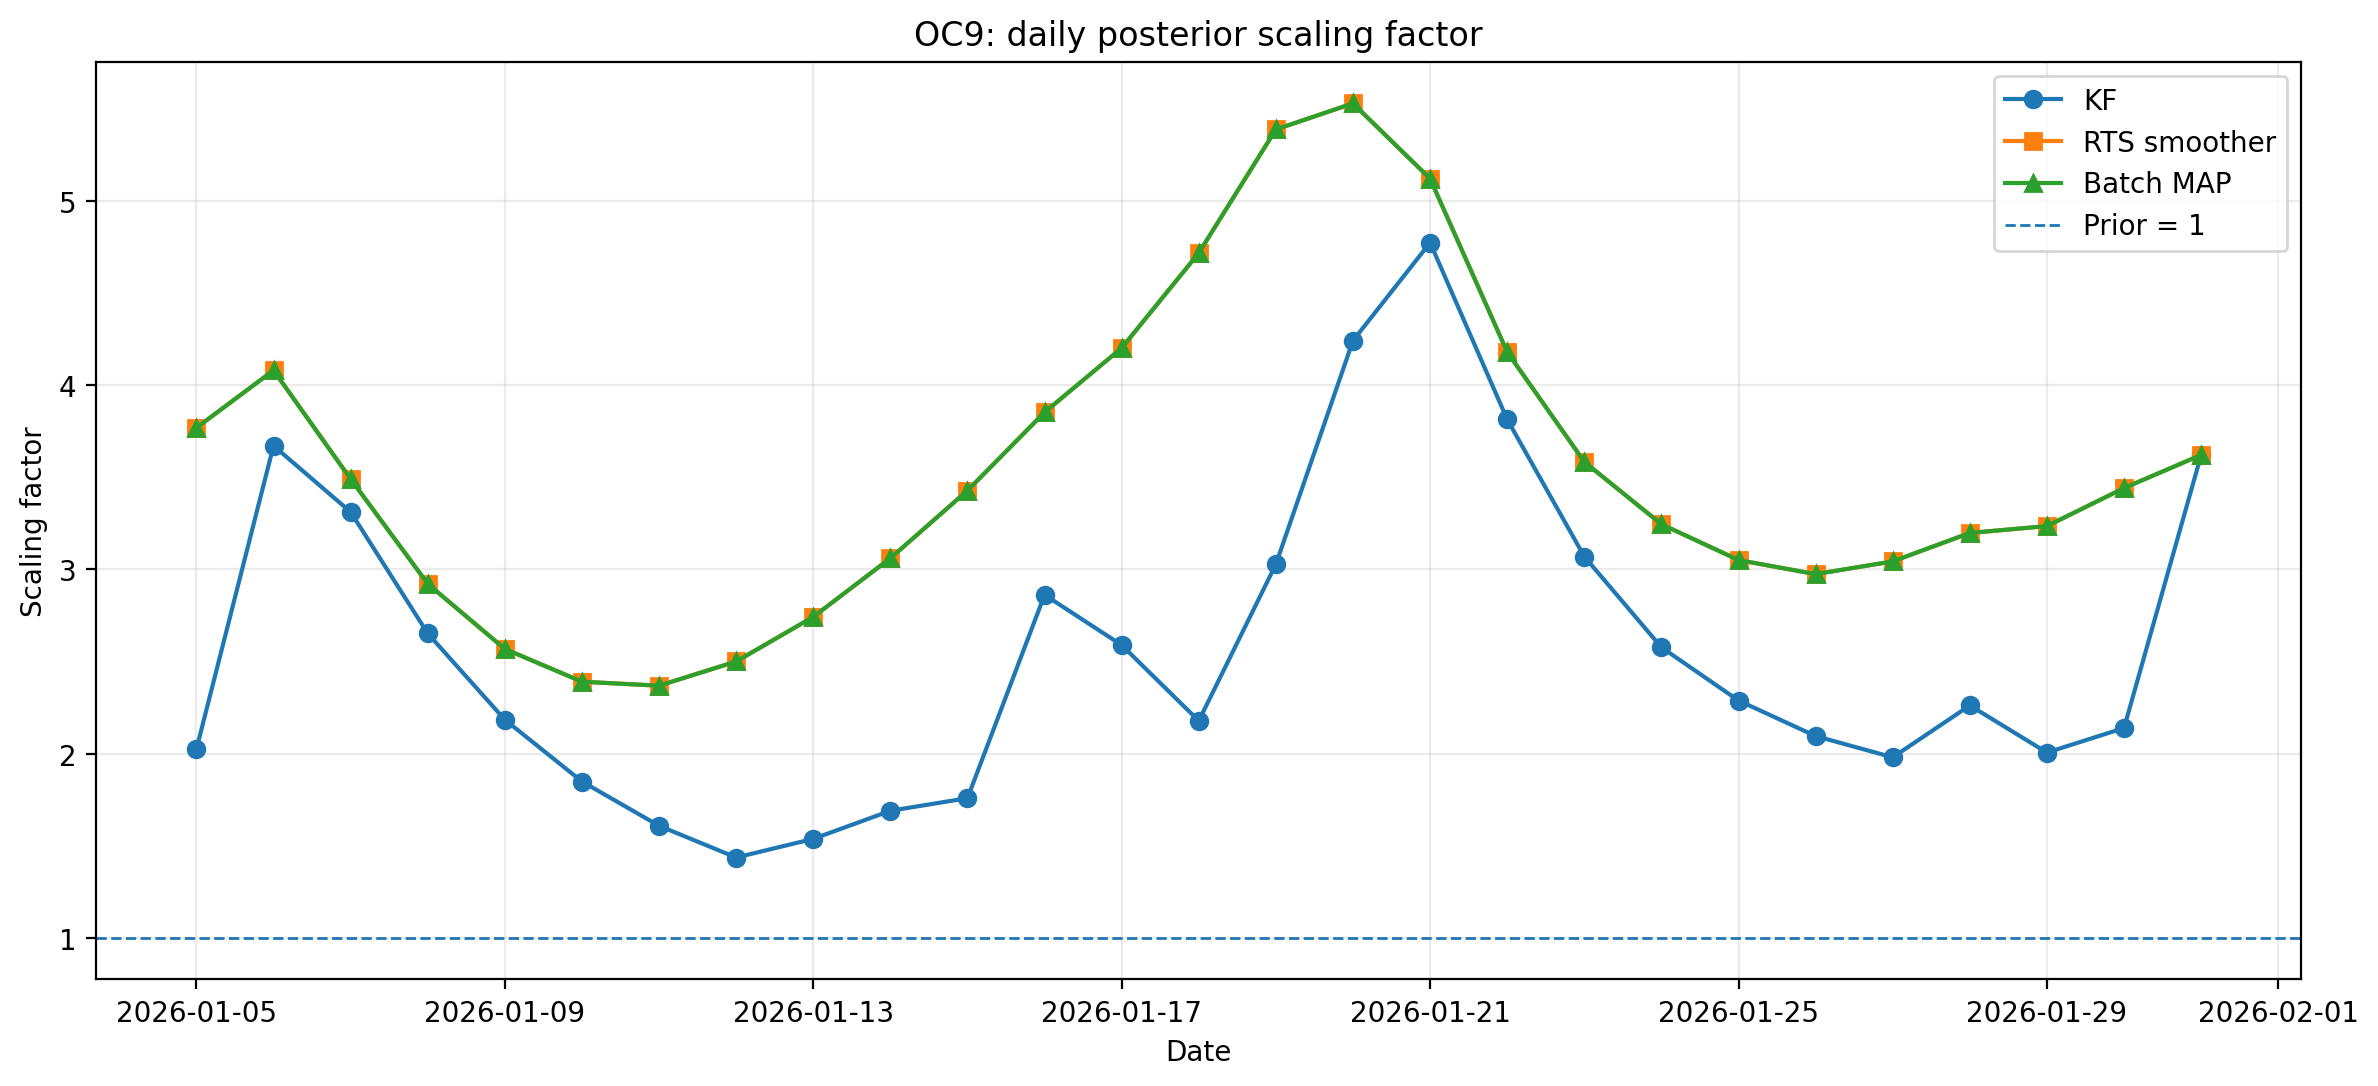 OC9: daily posterior scaling factor
KF
RTS smoother
Batch MAP
Prior = 1
Scaling factor
5
4
3
2
1
2026-01-05 2026-01-09 2026-01-13 2026-01-17 2026-01-21 2026-01-25 2026-01-29 2026-02-01
Date